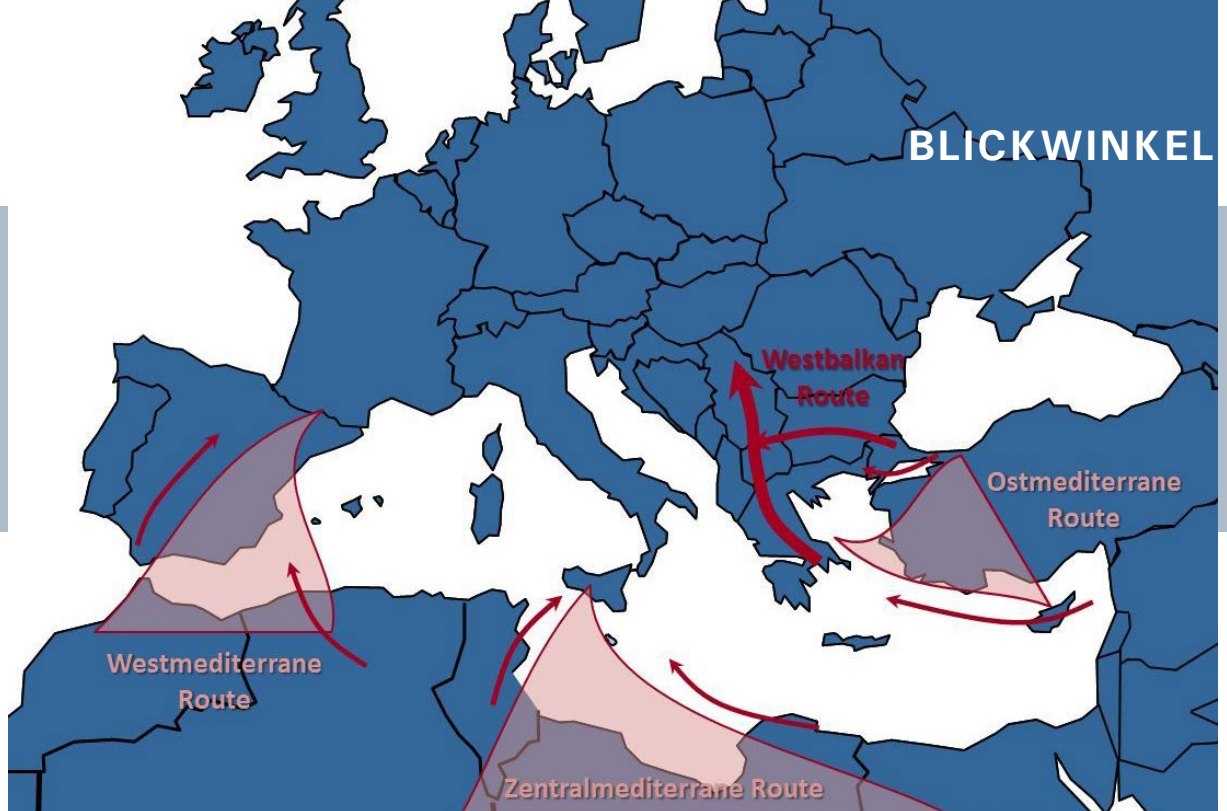 BLICKWINKEL
Westbalkan
Route
Ostmediterrane
Route
Westmediterrane
Route
Zentralmediterrane Route